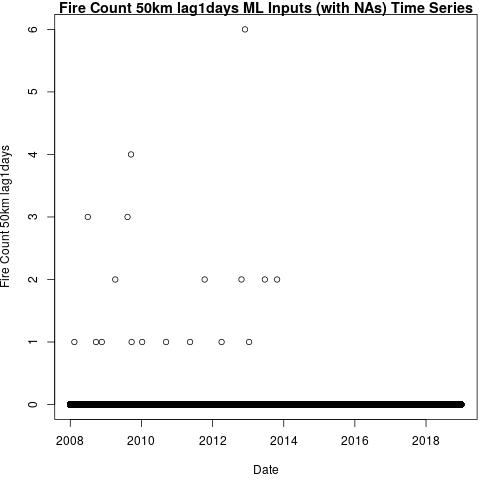 Fire Count 50km lag1days ML Inputs (with NAs) Time Series
Fire Count 50km lag1days
6
5
4
3
2
1
0
2008 2010 2012 2014 2016 2018
Date